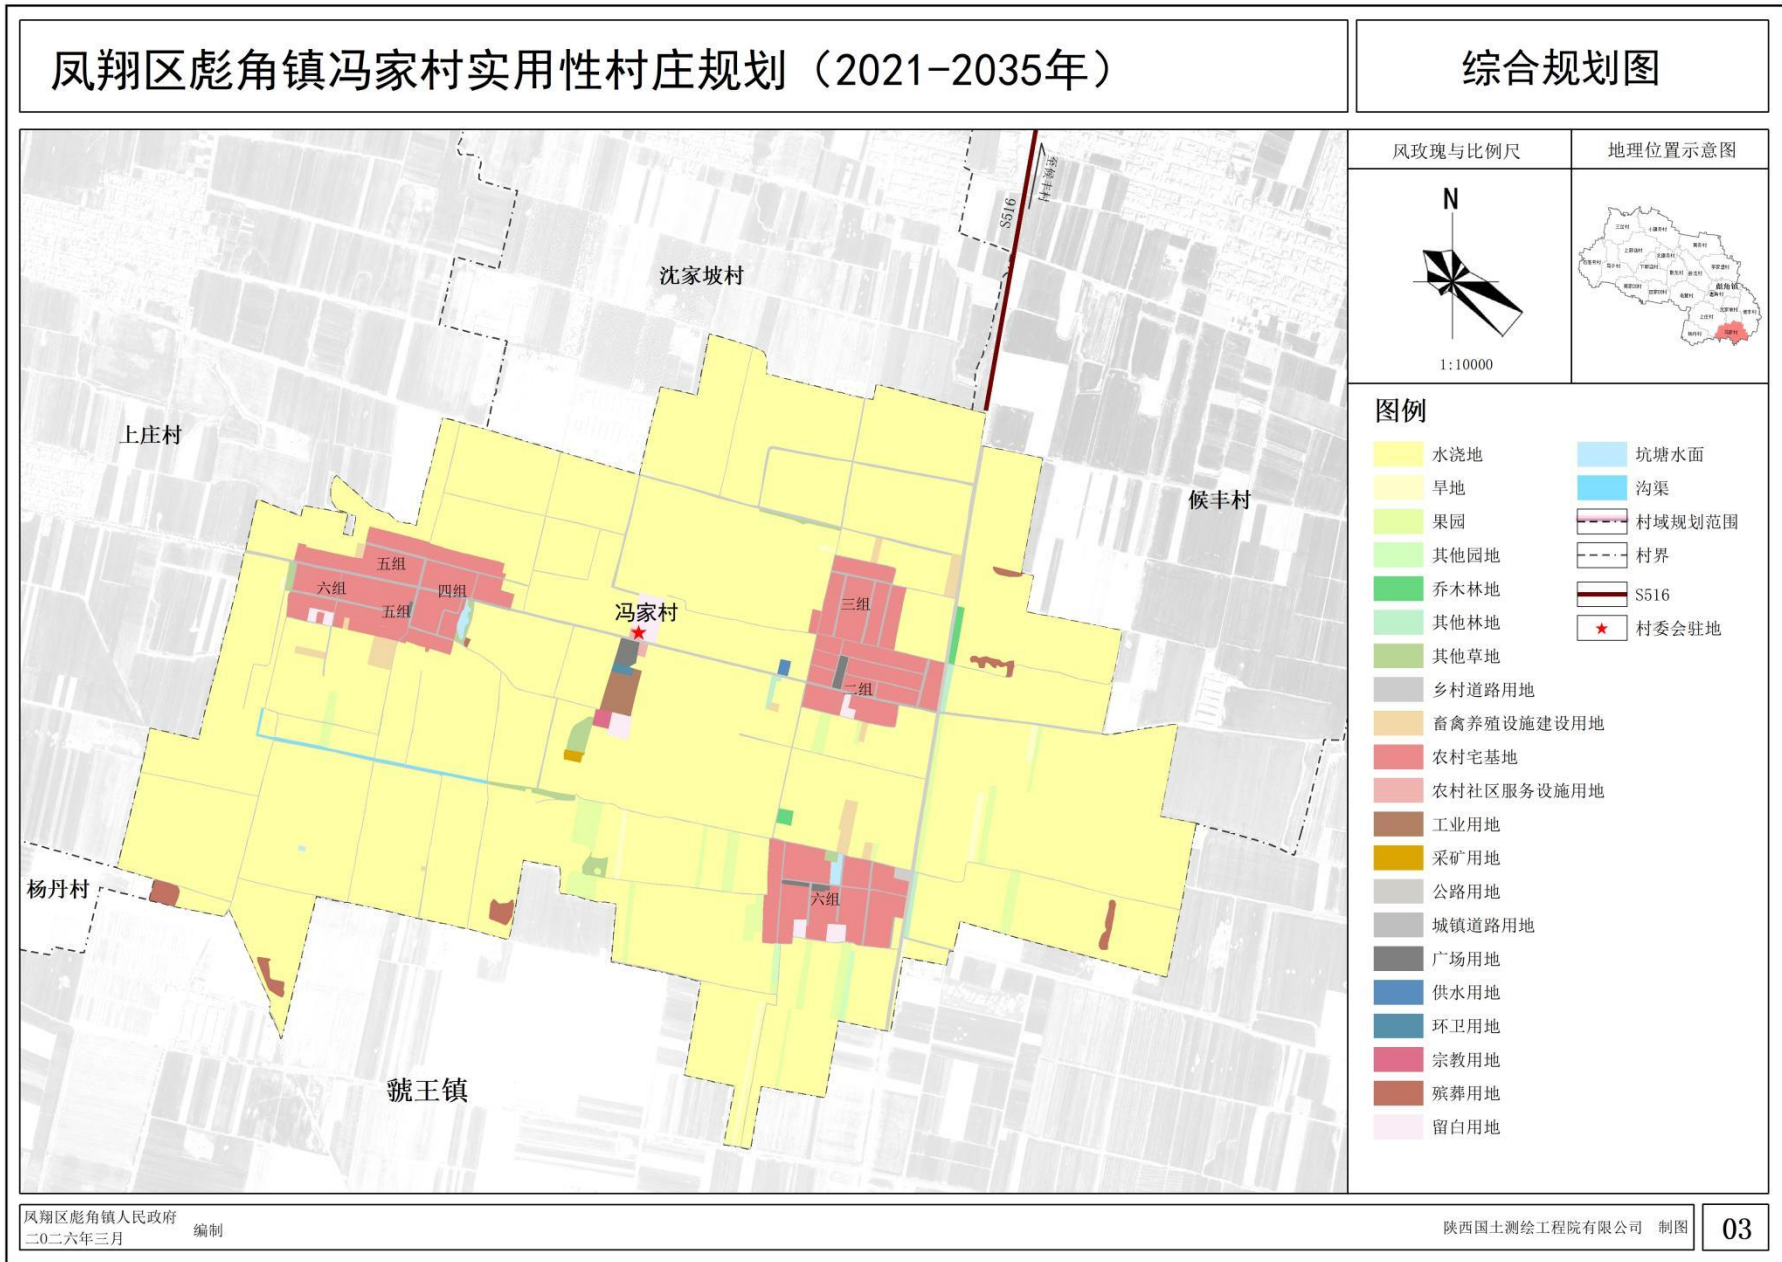 凤翔区彪角镇冯家村实用性村庄规划（2021-2035年）
综合规划图
风玫瑰与比例尺
地理位置示意图
N
1:10000
彪角镇
图例
水浇地
旱地
果园
其他园地
乔木林地
其他林地
其他草地
乡村道路用地
畜禽养殖设施建设用地
农村宅基地
农村社区服务设施用地
工业用地
采矿用地
公路用地
城镇道路用地
广场用地
供水用地
环卫用地
宗教用地
殡葬用地
留白用地
坑塘水面
沟渠
村域规划范围
村界
S516
村委会驻地
至候丰村
S516
沈家坡村
上庄村
候丰村
五组
六组
四组
五组
冯家村
三组
二组
六组
杨丹村
虢王镇
凤翔区彪角镇人民政府
二〇二六年三月
编制
陕西国土测绘工程院有限公司 制图
03